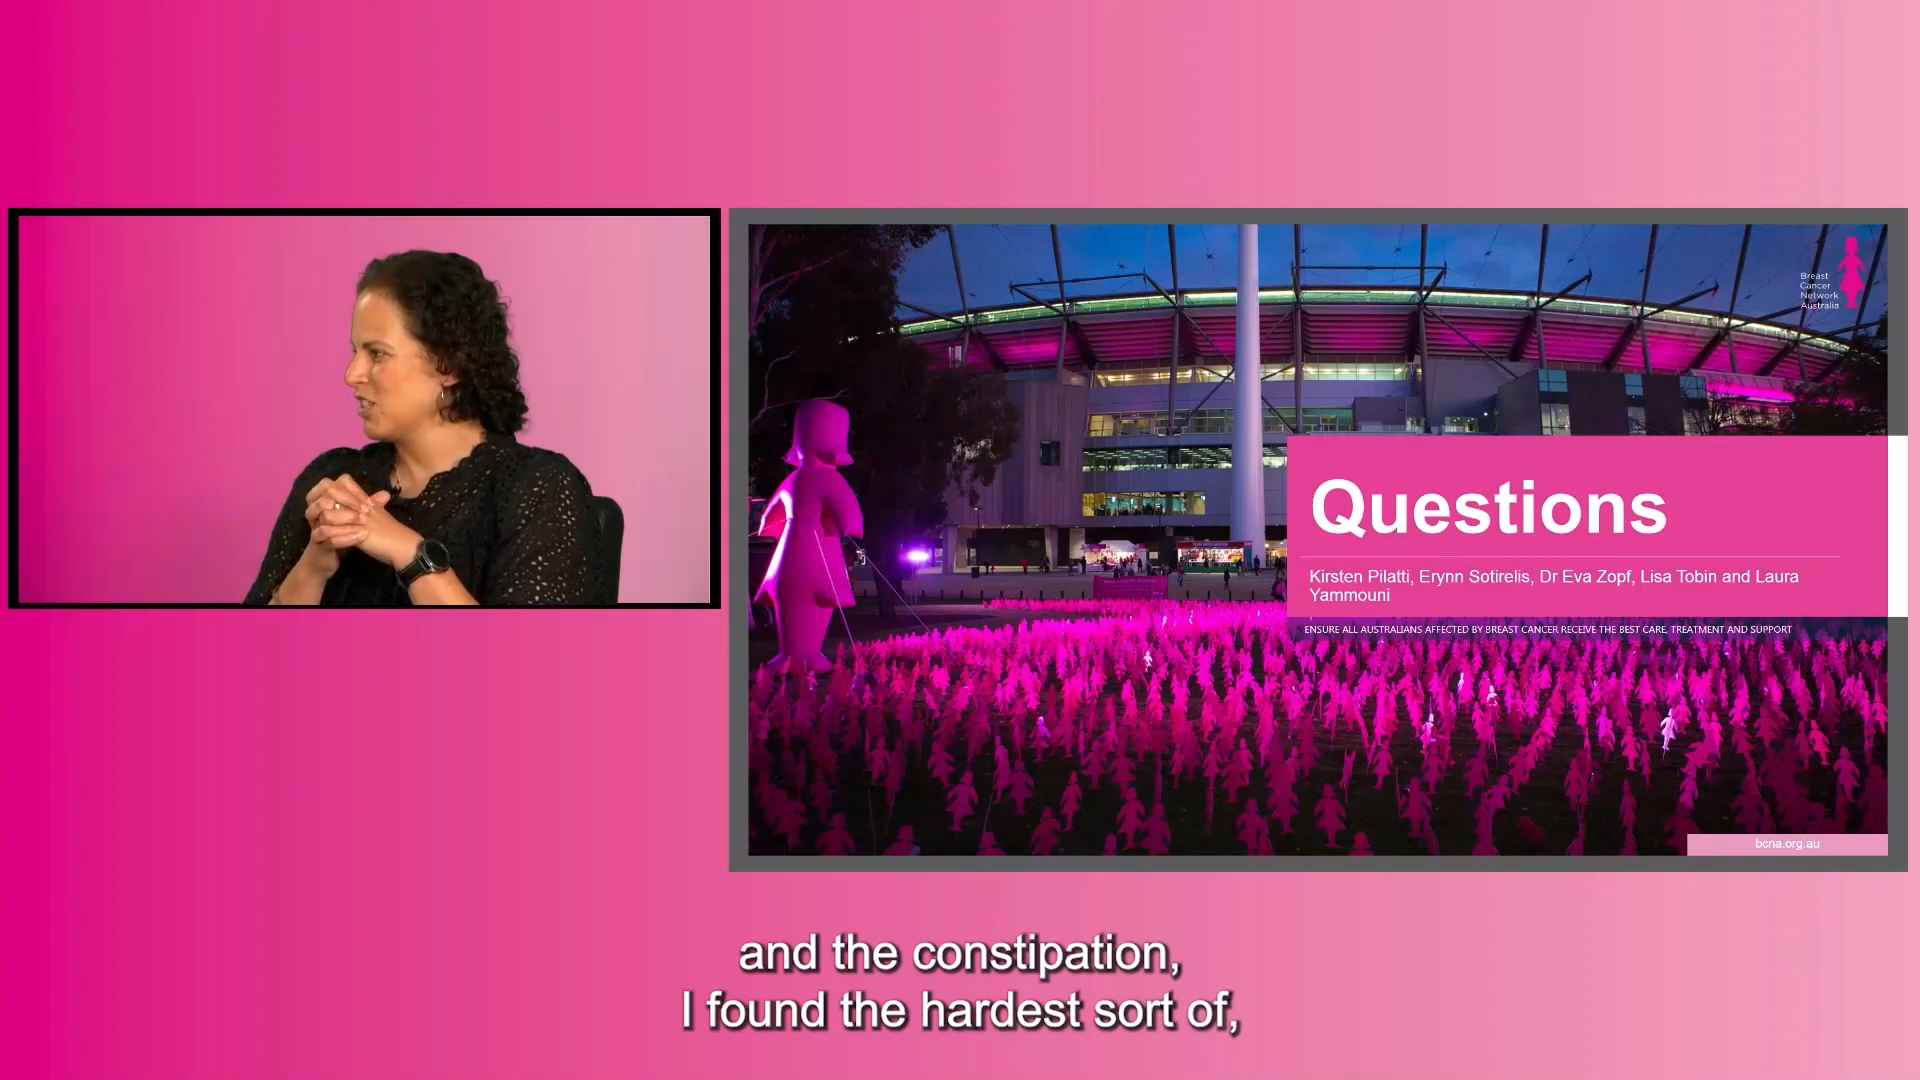 Breast
Cancer
Network
Australia
Questions
Kirsten Pilatti, Erynn Sotirelis, Dr Eva Zopf, Lisa Tobin and Laura
Yammouni
ENSURE ALL AUSTRALIANS AFFECTED BY BREAST CANCER RECEIVE THE BEST CARE, TREATMENT AND SUPPORT
bcna.org.au
and the constipation,
I found the hardest sort of,